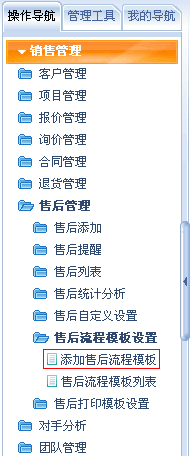 操作导航 管理工具 我的导航
销售管理
客户管理
项目管理
报价管理
询价管理
合同管理
退货管理
售后管理
售后添加
售后提醒
售后列表
售后统计分析
售后自定义设置
售后流程模板设置
添加售后流程模板
售后流程模板列表
售后打印模板设置
对手分析
团队管理